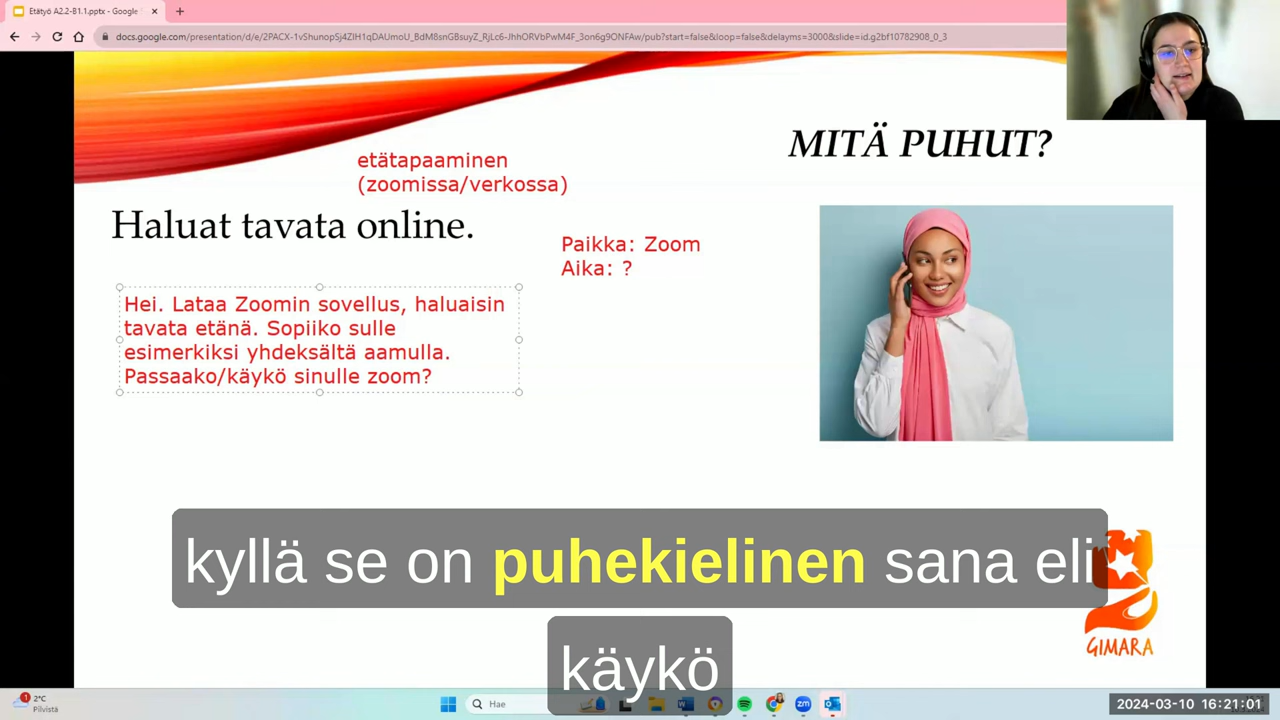 Etätyö A2.2-B1.1.pptx - Google
docs.google.com/presentation/d/e/2PACX-1vShunopSj4ZIH1qDAUmoU_BdM8snGBsuyZ_RjLc6-JhhORVbPwM4F_3on6g9ONFAw/pub?start=false&loop=false&delayms=3000&slide=id.g2bf10782908_0_3
MITÄ PUHUT?
etätapaaminen
(zoomissa/verkossa)
Haluat tavata online.
Paikka: Zoom
Aika: ?
Hei. Lataa Zoomin sovellus, haluaisin
tavata etänä. Sopiiko sulle
esimerkiksi yhdeksältä aamulla.
Passaako/käykö sinulle zoom?
kyllä se on puhekielinen sana eli
käykö
GIMARA
1
2°C
Pilvistä
Hae
zm
2024-03-10 16:21:01